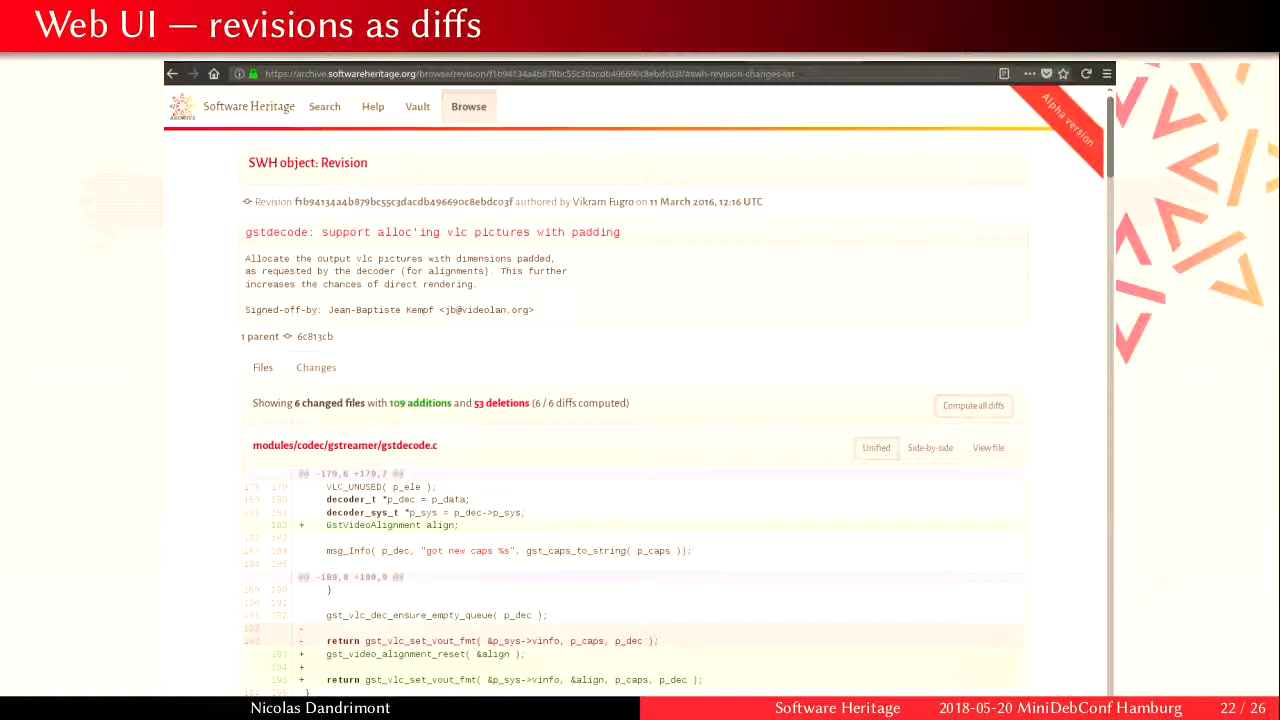 Web UI — revisions as diffs
https://archive.softwareheritage.org/browse/revision/f1b94134a4b879bc55c3dacdb496690c8ebdc03f/#swh-revision-changes-list
Software Heritage Search Help Vault Browse
ARCHIVE
Alpha version
SWH object: Revision
Revision f1b94134a4b879bc55c3dacdb496690c8ebdc03f authored by Vikram Fugro on 11 March 2016, 12:16 UTC
gstdecode: support alloc'ing vlc pictures with padding
Allocate the output vlc pictures with dimensions padded,
as requested by the decoder (for alignments). This further
increases the chances of direct rendering.
Signed-off-by: Jean-Baptiste Kempf <jb@videolan.org>
1 parent 6c813cb
Files Changes
Showing 6 changed files with 109 additions and 53 deletions (6 / 6 diffs computed)
Compute all diffs
modules/codec/gstreamer/gstdecode.c
Unified Side-by-side View file
@@ -179,6 +179,7 @@
179 179 VLC_UNUSED( p_ele );
180 180 decoder_t *p_dec = p_data;
181 181 decoder_sys_t *p_sys = p_dec->p_sys;
182 + GstVideoAlignment align;
182 183
183 184 msg_Info( p_dec, "got new caps %s", gst_caps_to_string( p_caps ));
184 185
@@ -189,8 +190,9 @@
189 190 }
190 191
191 192 gst_vlc_dec_ensure_empty_queue( p_dec );
192 -
193 - return gst_vlc_set_vout_fmt( &p_sys->vinfo, p_caps, p_dec );
193 + gst_video_alignment_reset( &align );
194 +
195 + return gst_vlc_set_vout_fmt( &p_sys->vinfo, &align, p_caps, p_dec );
194 196 }
Nicolas Dandrimont
Software Heritage
2018-05-20 MiniDebConf Hamburg
22 / 26